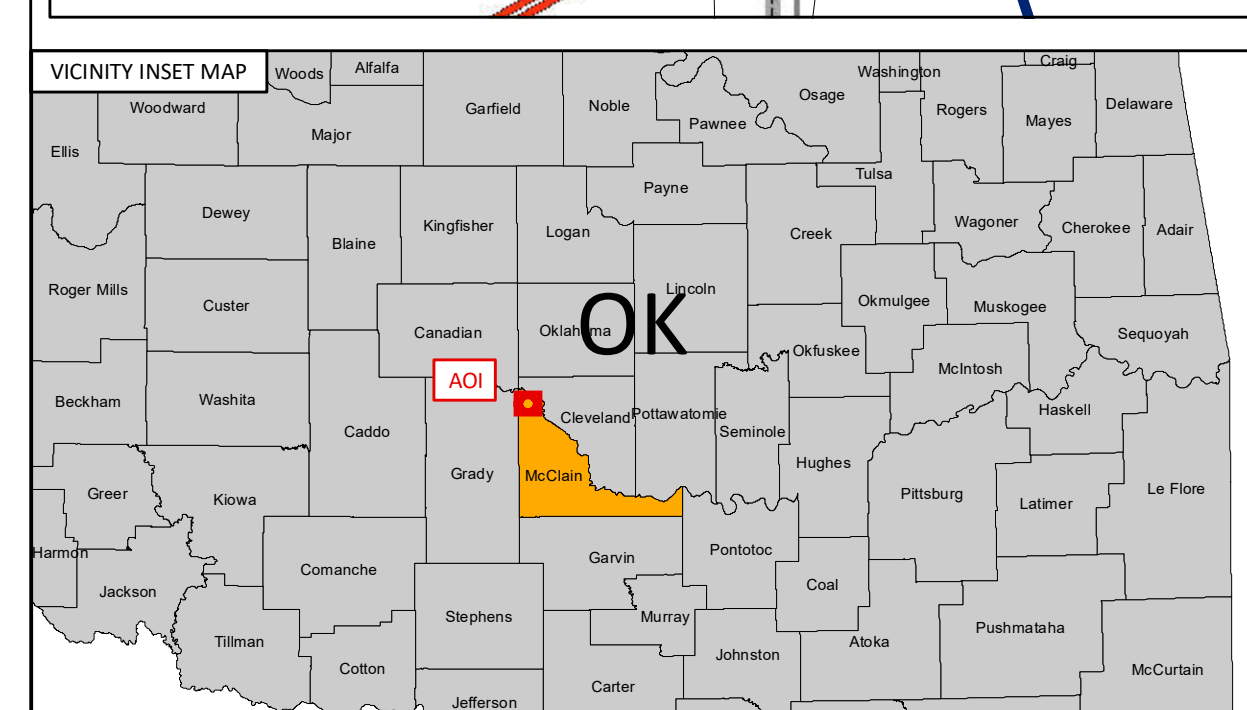 VICINITY INSET MAP
Woods
Alfalfa
Washington
Craig
Woodward
Major
Garfield
Noble
Pawnee
Osage
Rogers
Mayes
Delaware
Ellis
Dewey
Blaine
Kingfisher
Logan
Payne
Tulsa
Creek
Wagoner
Cherokee
Adair
Roger Mills
Custer
Canadian
Oklahoma
Lincoln
OK
Okmulgee
Muskogee
Sequoyah
Okfuskee
McIntosh
AOI
Beckham
Washita
Caddo
Cleveland
Pottawatomie
Seminole
Haskell
Hughes
Grady
McClain
Greer
Kiowa
Pittsburg
Latimer
Le Flore
Harmon
Jackson
Comanche
Garvin
Pontotoc
Coal
Stephens
Murray
Tillman
Cotton
Johnston
Atoka
Pushmataha
McCurtain
Carter
Jefferson